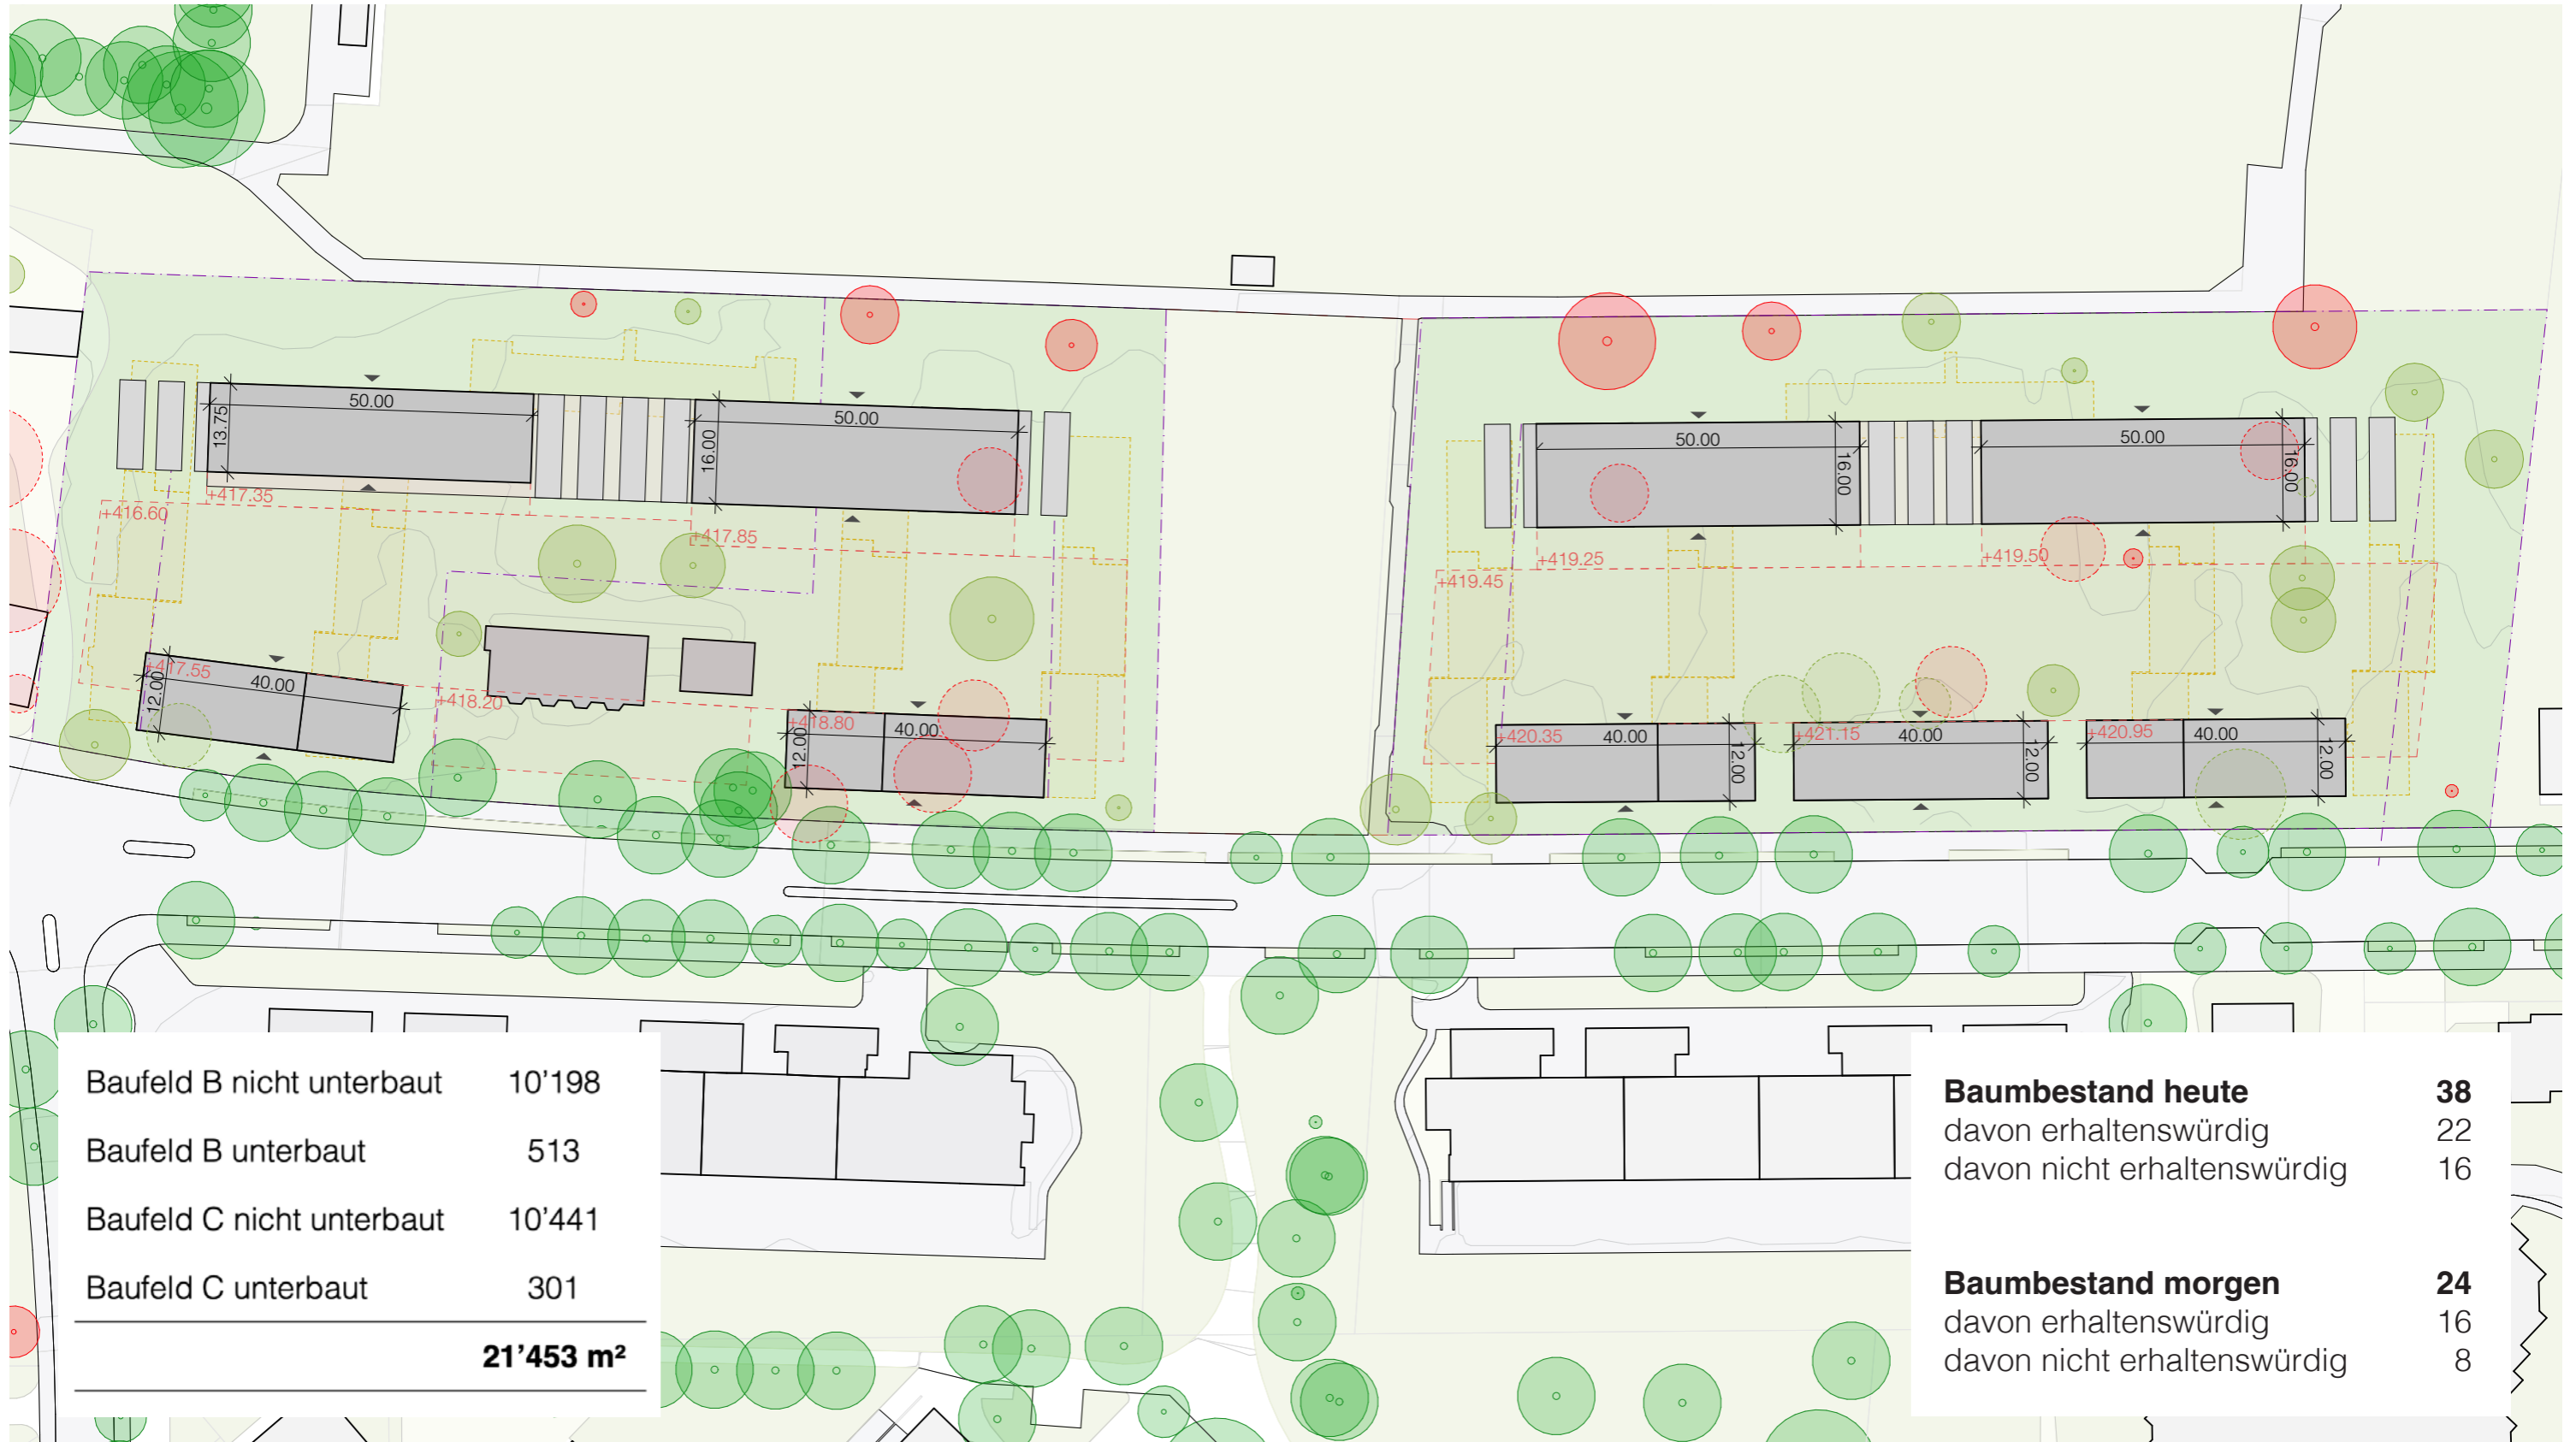 50.00
13.75
50.00
16.00
50.00
16.00
50.00
16.00
+417.35
+416.60
+417.85
+419.25
+419.50
+419.45
+417.55
40.00
12.00
+418.20
+418.80
40.00
12.00
+420.35
40.00
12.00
+421.15
40.00
12.00
+420.95
40.00
12.00
Baufeld B nicht unterbaut 10’198
Baufeld B unterbaut 513
Baufeld C nicht unterbaut 10’441
Baufeld C unterbaut 301
21’453 m²
Baumbestand heute 38
davon erhaltenswürdig 22
davon nicht erhaltenswürdig 16
Baumbestand morgen 24
davon erhaltenswürdig 16
davon nicht erhaltenswürdig 8